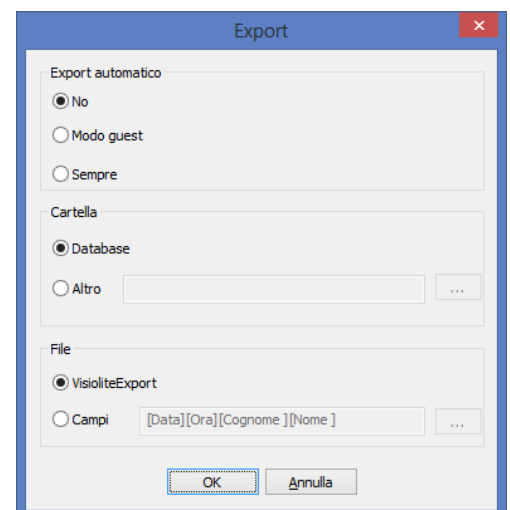 Export
Export automatico
No
Modo guest
Sempre
Cartella
Database
Altro
...
File
VisioliteExport
Campi [Data][Ora][Cognome ][Nome ] ...
OK Annulla